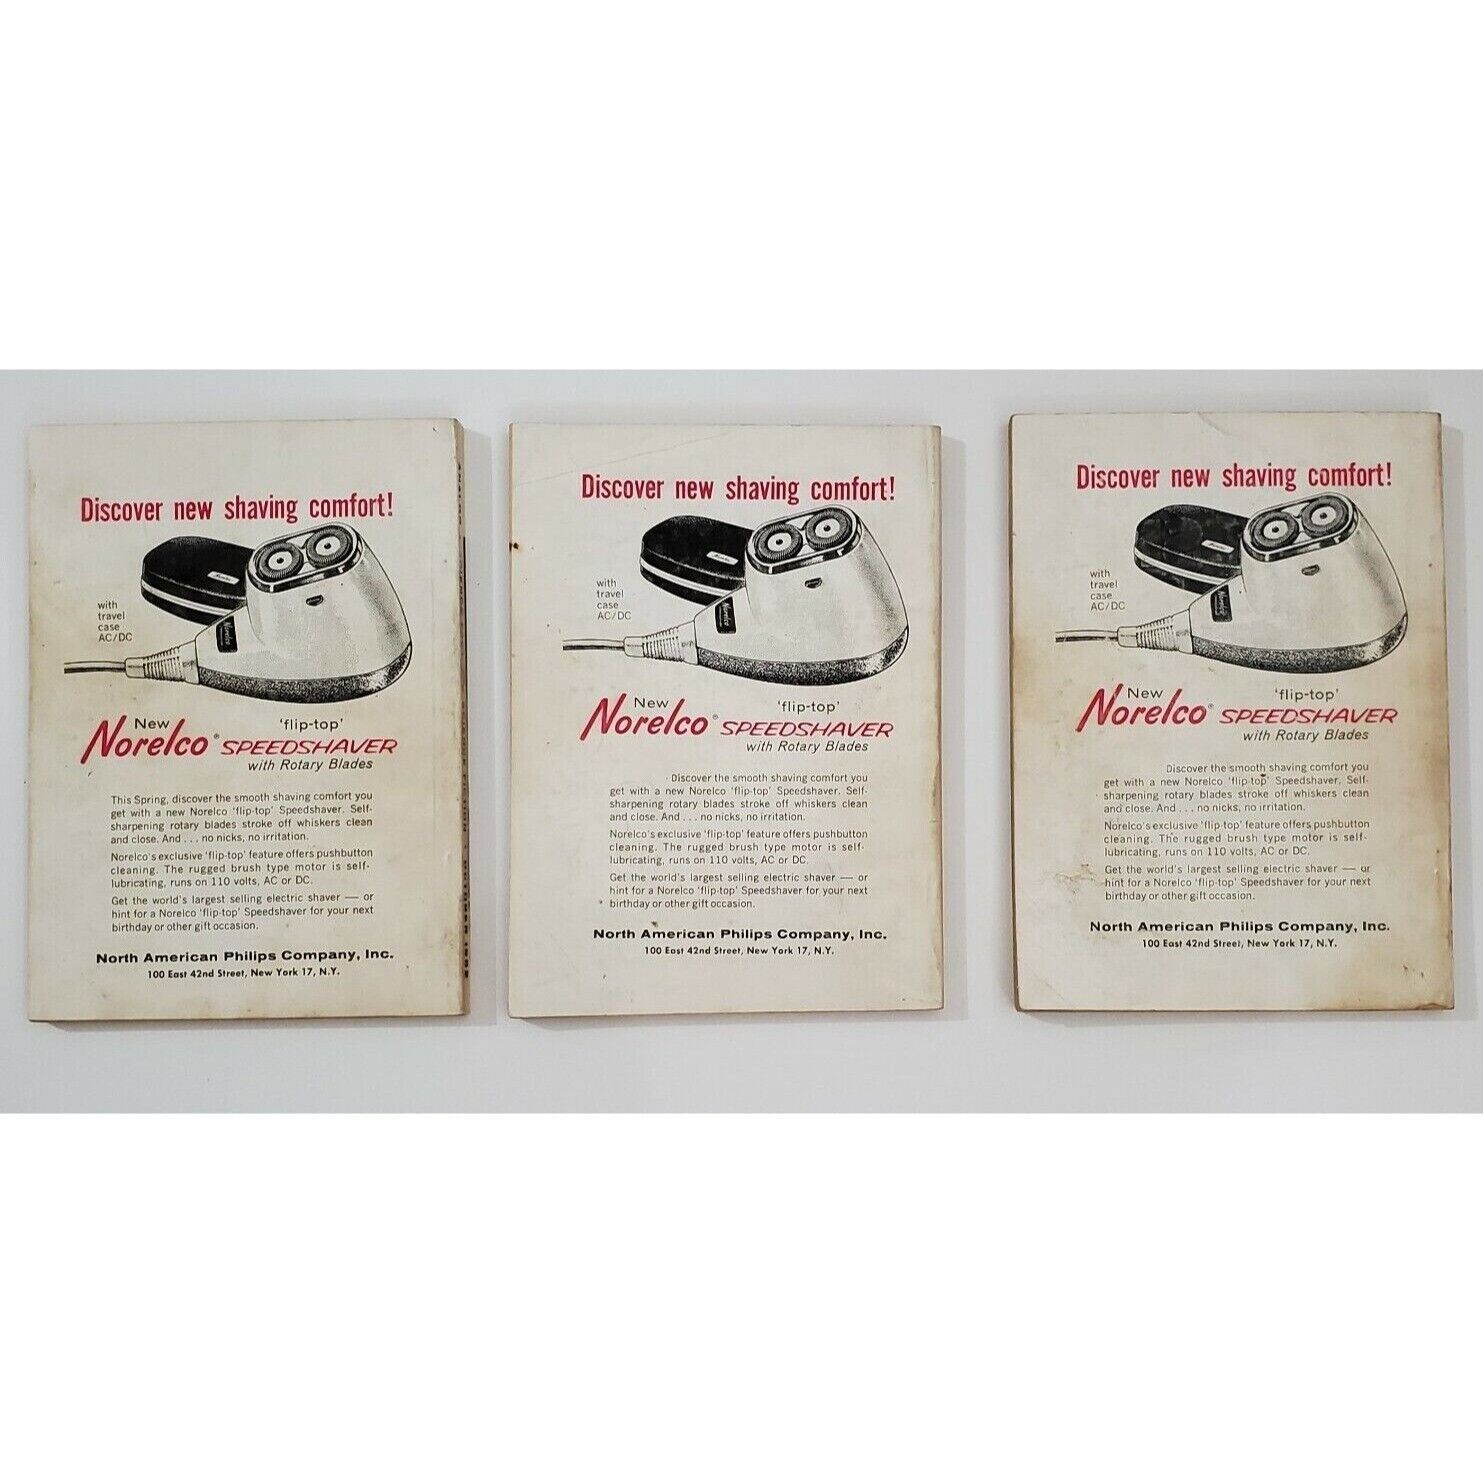 Discover new shaving comfort!
with
travel
case
AC/DC
Norelco
New
'flip-top'
Norelco® SPEEDSHAVER
with Rotary Blades
This Spring, discover the smooth shaving comfort you
get with a new Norelco 'flip-top' Speedshaver. Self-
sharpening rotary blades stroke off whiskers clean
and close. And . . . no nicks, no irritation.
Norelco's exclusive 'flip-top' feature offers pushbutton
cleaning. The rugged brush type motor is self-
lubricating, runs on 110 volts, AC or DC.
Get the world's largest selling electric shaver — or
hint for a Norelco 'flip-top' Speedshaver for your next
birthday or other gift occasion.
North American Philips Company, Inc.
100 East 42nd Street, New York 17, N.Y.
Discover new shaving comfort!
with
travel
case
AC/DC
Norelco
New
'flip-top'
Norelco® SPEEDSHAVER
with Rotary Blades
Discover the smooth shaving comfort you
get with a new Norelco 'flip-top' Speedshaver. Self-
sharpening rotary blades stroke off whiskers clean
and close. And . . . no nicks, no irritation.
Norelco's exclusive 'flip-top' feature offers pushbutton
cleaning. The rugged brush type motor is self-
lubricating, runs on 110 volts, AC or DC.
Get the world's largest selling electric shaver — or
hint for a Norelco 'flip-top' Speedshaver for your next
birthday or other gift occasion.
North American Philips Company, Inc.
100 East 42nd Street, New York 17, N.Y.
Discover new shaving comfort!
with
travel
case
AC/DC
Norelco
New
'flip-top'
Norelco® SPEEDSHAVER
with Rotary Blades
Discover the smooth shaving comfort you
get with a new Norelco 'flip-top' Speedshaver. Self-
sharpening rotary blades stroke off whiskers clean
and close. And . . . no nicks, no irritation.
Norelco's exclusive 'flip-top' feature offers pushbutton
cleaning. The rugged brush type motor is self-
lubricating, runs on 110 volts, AC or DC.
Get the world's largest selling electric shaver — or
hint for a Norelco 'flip-top' Speedshaver for your next
birthday or other gift occasion.
North American Philips Company, Inc.
100 East 42nd Street, New York 17, N.Y.